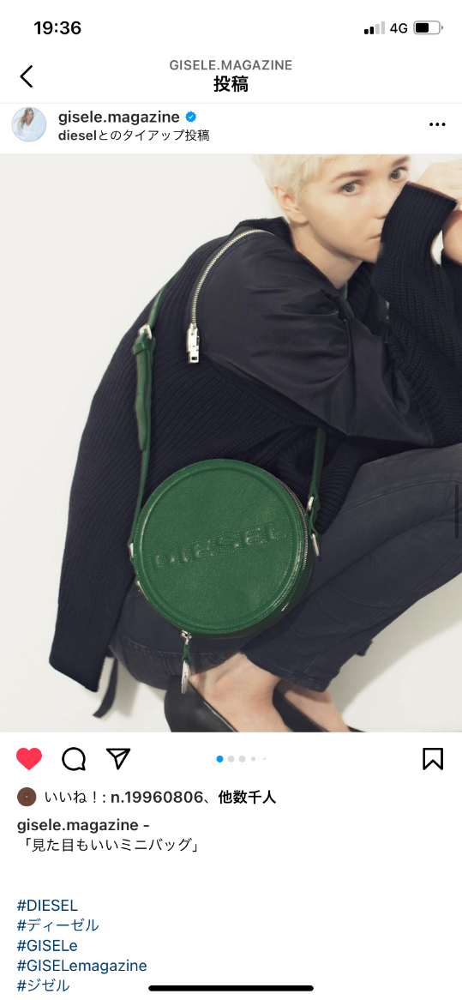 19:36
4G
GISELE.MAGAZINE
投稿
gisele.magazine
dieselとのタイアップ投稿
DIESEL
いいね！: n.19960806、他数千人
gisele.magazine -
「見た目もいいミニバッグ」
#DIESEL
#ディーゼル
#GISELe
#GISELemagazine
#ジゼル